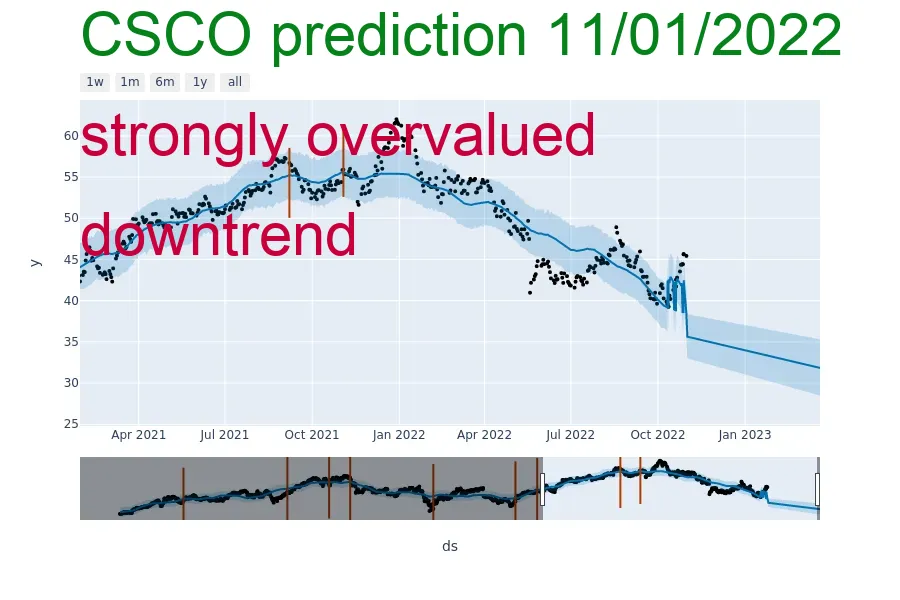 CSCO prediction 11/01/2022
1w 1m 6m 1y all
strongly overvalued
downtrend
60
55
50
45
40
35
30
25
y
Apr 2021 Jul 2021 Oct 2021 Jan 2022 Apr 2022 Jul 2022 Oct 2022 Jan 2023
ds